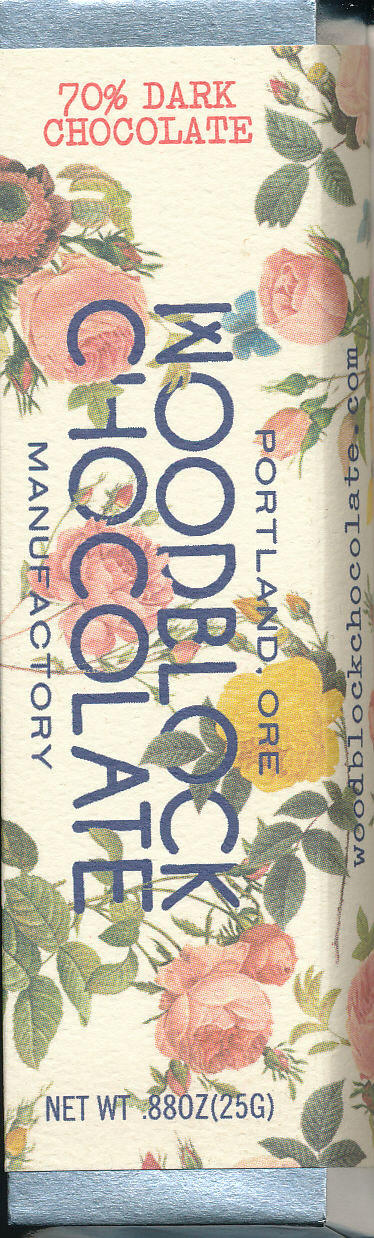 70% DARK
CHOCOLATE
PORTLAND, ORE
WOODBLOCK
CHOCOLATE
MANUFACTORY
woodblockchocolate.com
NET WT .88OZ(25G)